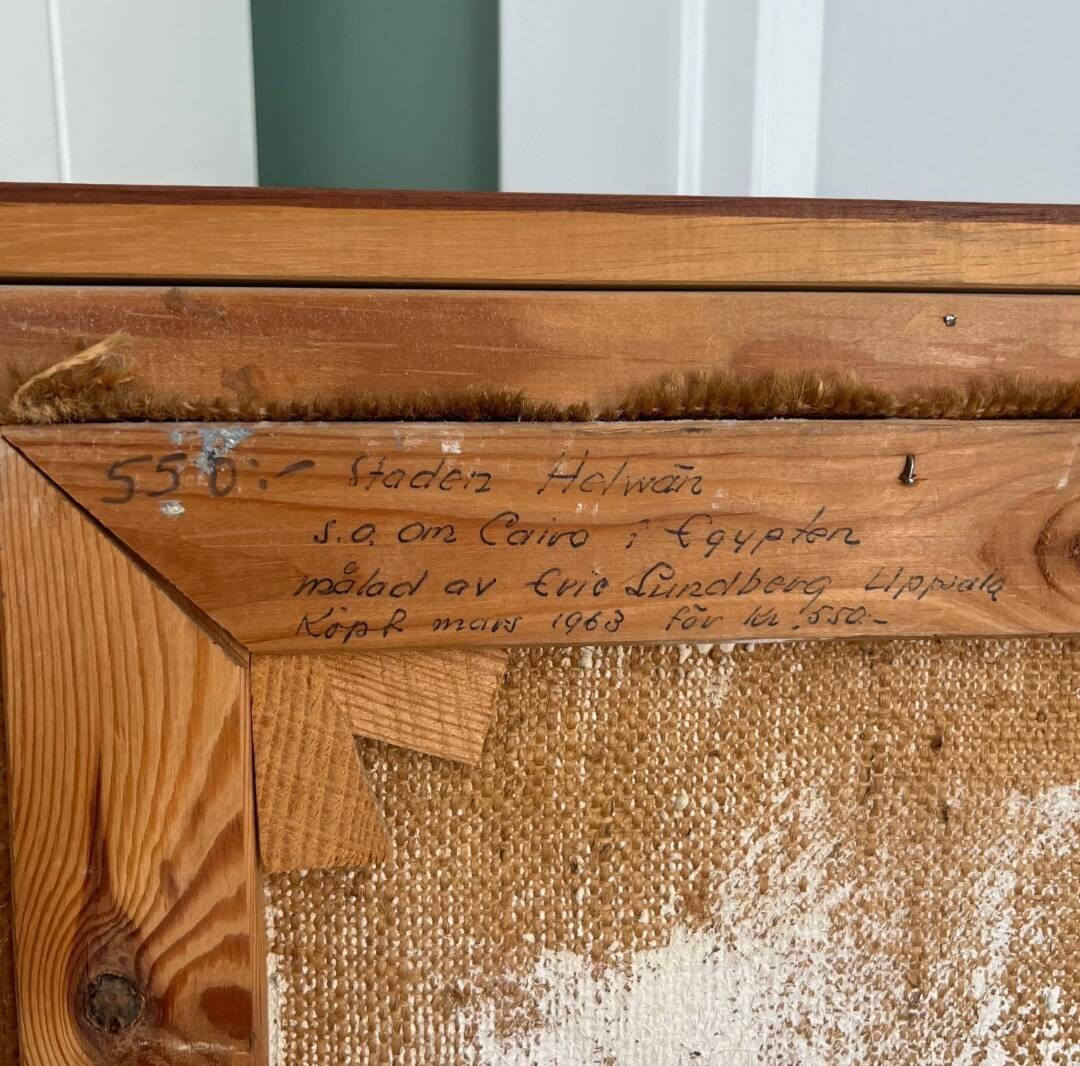 550:- Staden Helwān
s.o. om Cairo i Egypten
målad av Eric Lundberg Uppsala
Köpt mars 1963 för Kr. 550:-